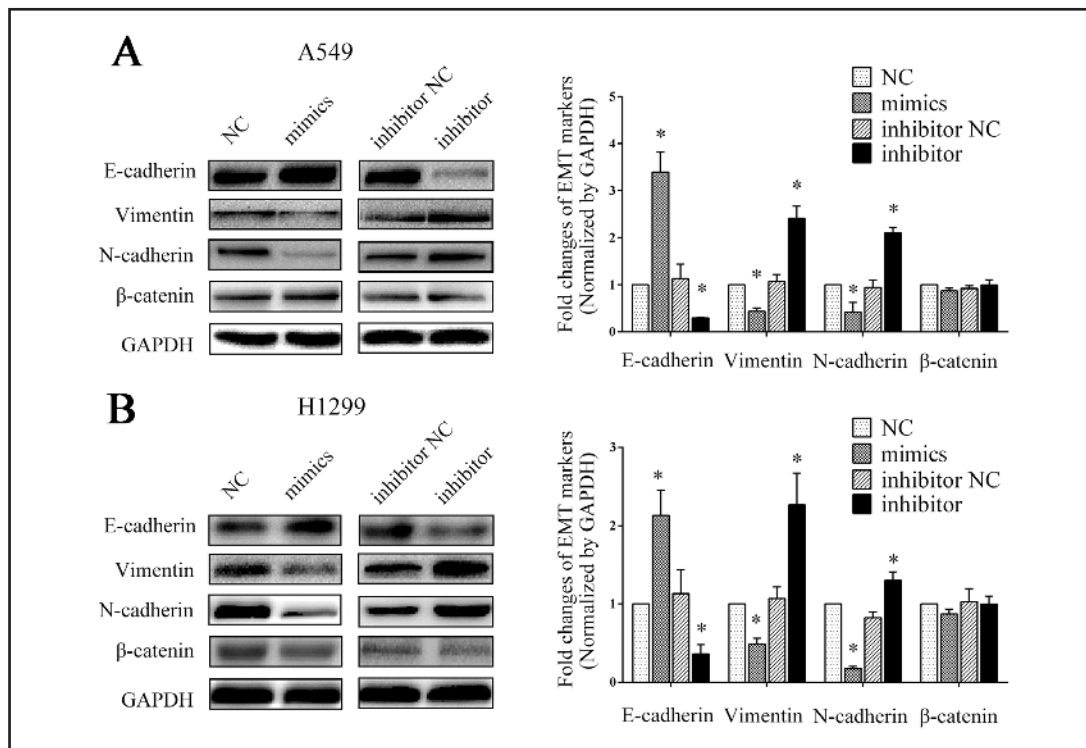 A
A549
NC
mimics
inhibitor NC
inhibitor
E-cadherin
Vimentin
N-cadherin
β-catenin
GAPDH
Fold changes of EMT markers
(Normalized by GAPDH)
5
4
3
2
1
0
*
*
*
*
*
*
NC
mimics
inhibitor NC
inhibitor
E-cadherin Vimentin N-cadherin β-catenin
B
H1299
NC
mimics
inhibitor NC
inhibitor
E-cadherin
Vimentin
N-cadherin
β-catenin
GAPDH
Fold changes of EMT markers
(Normalized by GAPDH)
3
2
1
0
*
*
*
*
*
*
NC
mimics
inhibitor NC
inhibitor
E-cadherin Vimentin N-cadherin β-catenin